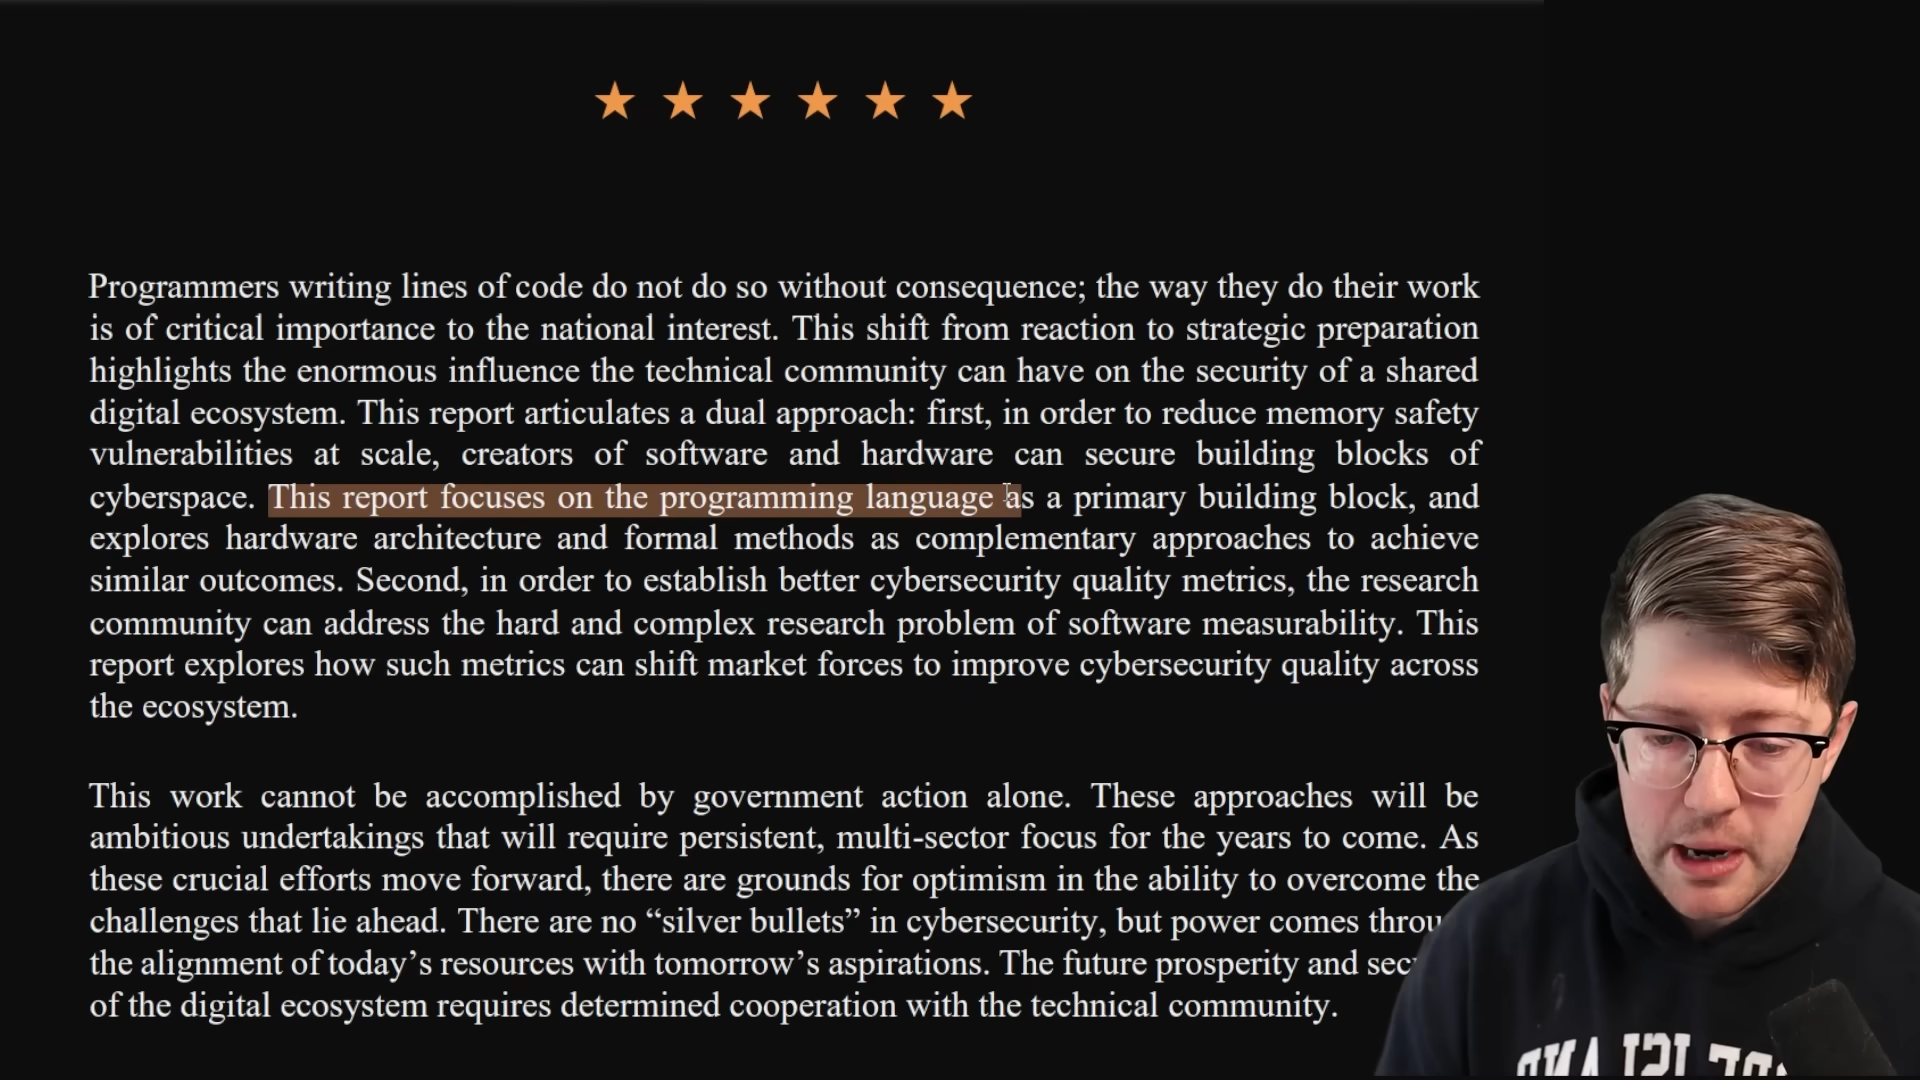 Programmers writing lines of code do not do so without consequence; the way they do their work
is of critical importance to the national interest. This shift from reaction to strategic preparation
highlights the enormous influence the technical community can have on the security of a shared
digital ecosystem. This report articulates a dual approach: first, in order to reduce memory safety
vulnerabilities at scale, creators of software and hardware can secure building blocks of
cyberspace. This report focuses on the programming language as a primary building block, and
explores hardware architecture and formal methods as complementary approaches to achieve
similar outcomes. Second, in order to establish better cybersecurity quality metrics, the research
community can address the hard and complex research problem of software measurability. This
report explores how such metrics can shift market forces to improve cybersecurity quality across
the ecosystem.
This work cannot be accomplished by government action alone. These approaches will be
ambitious undertakings that will require persistent, multi-sector focus for the years to come. As
these crucial efforts move forward, there are grounds for optimism in the ability to overcome the
challenges that lie ahead. There are no “silver bullets” in cybersecurity, but power comes throu
the alignment of today’s resources with tomorrow’s aspirations. The future prosperity and sec
of the digital ecosystem requires determined cooperation with the technical community.